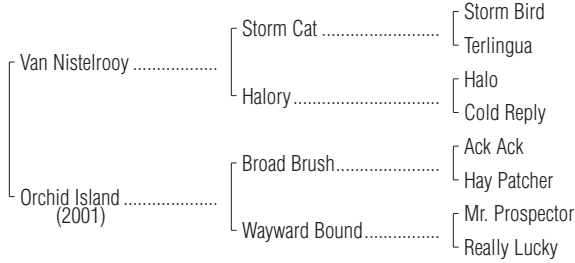 Storm Bird
Storm Cat ..............................
Terlingua
Van Nistelrooy ..................
Halo
Halory .....................................
Cold Reply
Ack Ack
Broad Brush..........................
Hay Patcher
Orchid Island ....................
(2001)
Mr. Prospector
Wayward Bound...................
Really Lucky